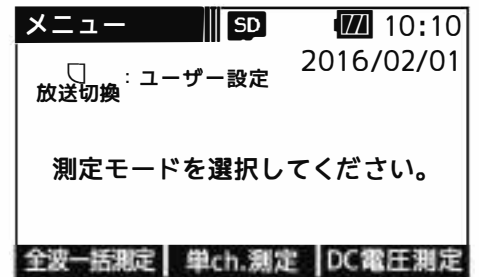 メニュー SD 10:10
2016/02/01
放送切換 : ユーザー設定
測定モードを選択してください。
全波一括測定 単ch.測定 DC電圧測定